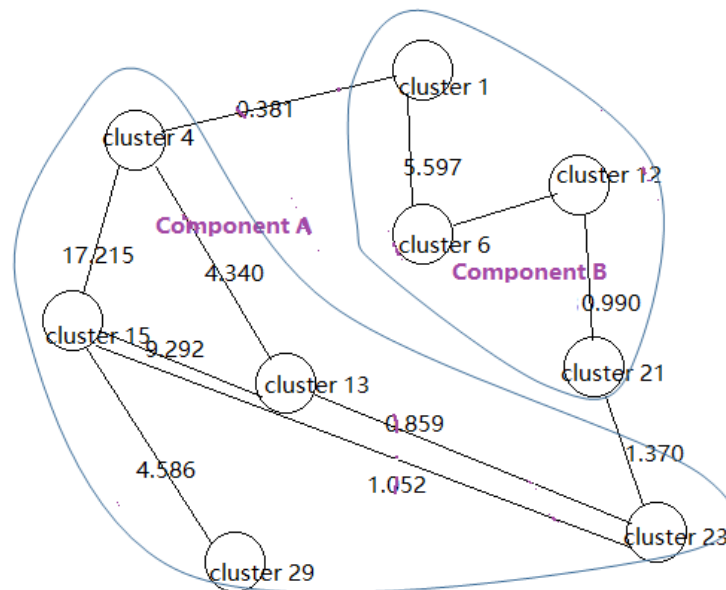 cluster 1
0.381
cluster 4
5.597
cluster 12
Component A
cluster 6
17.215
4.340
Component B
0.990
cluster 15
9.292
cluster 13
cluster 21
0.859
1.370
4.586
1.052
cluster 23
cluster 29